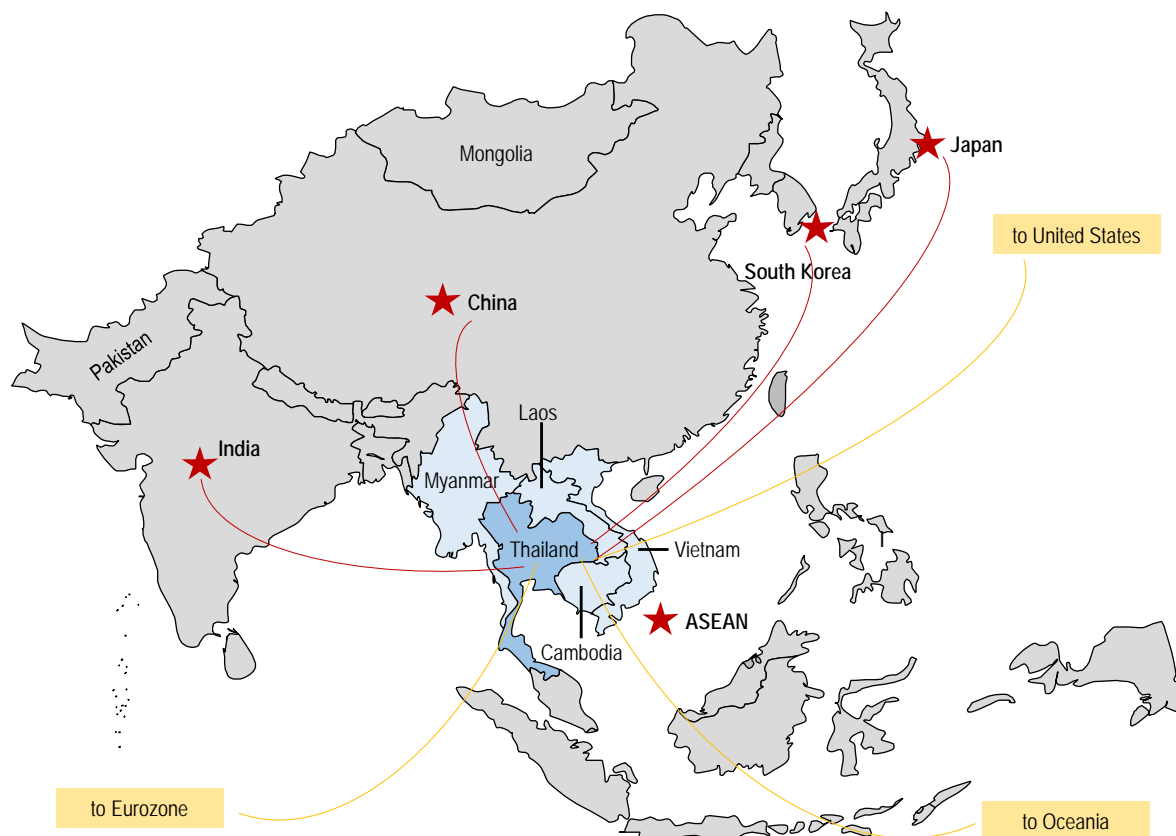 Japan
Mongolia
to United States
South Korea
China
Pakistan
Laos
India
Myanmar
Thailand
Vietnam
ASEAN
Cambodia
to Eurozone
to Oceania